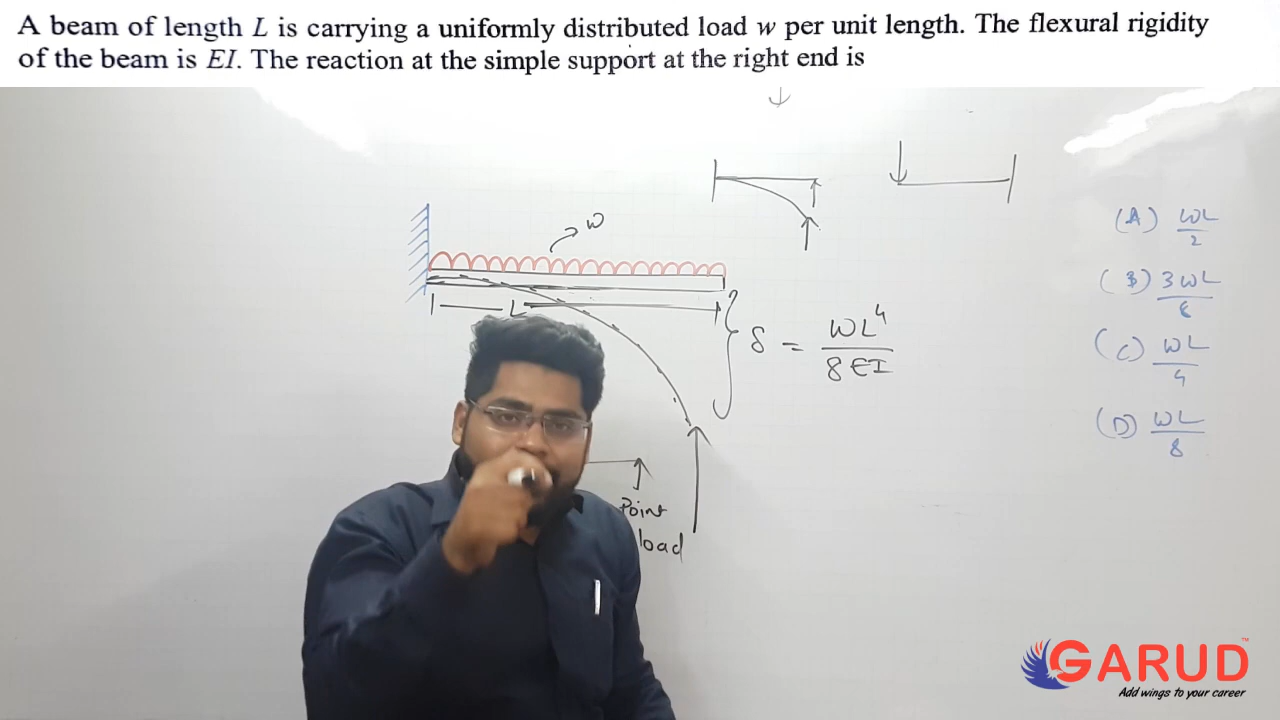 A beam of length L is carrying a uniformly distributed load w per unit length. The flexural rigidity
of the beam is EI. The reaction at the simple support at the right end is
w
L
δ = wL⁴/8EI
Point
load
(A) wL/2
(B) 3wL/8
(C) wL/4
(D) wL/8
GARUD™
Add wings to your career